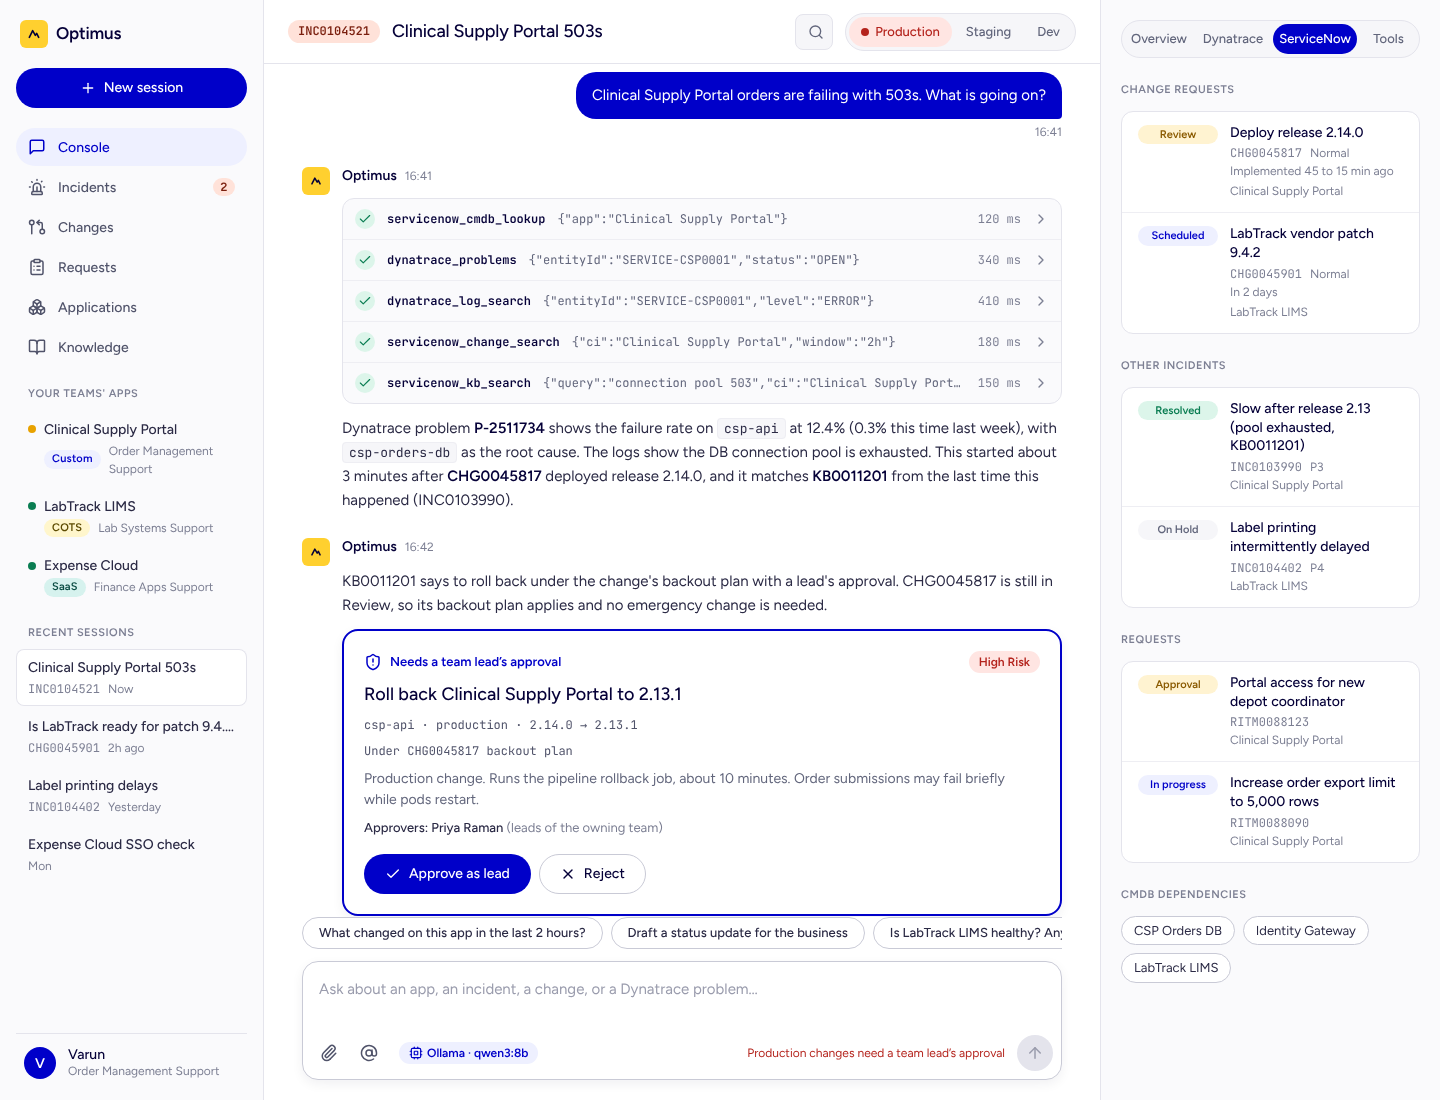 Optimus
New session
Console
Incidents 2
Changes
Requests
Applications
Knowledge
YOUR TEAMS' APPS
Clinical Supply Portal
Custom Order Management
Support
LabTrack LIMS
COTS Lab Systems Support
Expense Cloud
SaaS Finance Apps Support
RECENT SESSIONS
Clinical Supply Portal 503s
INC0104521 Now
Is LabTrack ready for patch 9.4....
CHG0045901 2h ago
Label printing delays
INC0104402 Yesterday
Expense Cloud SSO check
Mon
V
Varun
Order Management Support
INC0104521 Clinical Supply Portal 503s
Production Staging Dev
Clinical Supply Portal orders are failing with 503s. What is going on?
16:41
Optimus 16:41
servicenow_cmdb_lookup {"app":"Clinical Supply Portal"} 120 ms
dynatrace_problems {"entityId":"SERVICE-CSP0001","status":"OPEN"} 340 ms
dynatrace_log_search {"entityId":"SERVICE-CSP0001","level":"ERROR"} 410 ms
servicenow_change_search {"ci":"Clinical Supply Portal","window":"2h"} 180 ms
servicenow_kb_search {"query":"connection pool 503","ci":"Clinical Supply Port… 150 ms
Dynatrace problem P-2511734 shows the failure rate on csp-api at 12.4% (0.3% this time last week), with
csp-orders-db as the root cause. The logs show the DB connection pool is exhausted. This started about
3 minutes after CHG0045817 deployed release 2.14.0, and it matches KB0011201 from the last time this
happened (INC0103990).
Optimus 16:42
KB0011201 says to roll back under the change's backout plan with a lead's approval. CHG0045817 is still in
Review, so its backout plan applies and no emergency change is needed.
Needs a team lead's approval High Risk
Roll back Clinical Supply Portal to 2.13.1
csp-api · production · 2.14.0 → 2.13.1
Under CHG0045817 backout plan
Production change. Runs the pipeline rollback job, about 10 minutes. Order submissions may fail briefly
while pods restart.
Approvers: Priya Raman (leads of the owning team)
Approve as lead Reject
What changed on this app in the last 2 hours? Draft a status update for the business Is LabTrack LIMS healthy? Any
Ask about an app, an incident, a change, or a Dynatrace problem...
Ollama · qwen3:8b Production changes need a team lead's approval
Overview Dynatrace ServiceNow Tools
CHANGE REQUESTS
Review Deploy release 2.14.0
CHG0045817 Normal
Implemented 45 to 15 min ago
Clinical Supply Portal
Scheduled LabTrack vendor patch
9.4.2
CHG0045901 Normal
In 2 days
LabTrack LIMS
OTHER INCIDENTS
Resolved Slow after release 2.13
(pool exhausted,
KB0011201)
INC0103990 P3
Clinical Supply Portal
On Hold Label printing
intermittently delayed
INC0104402 P4
LabTrack LIMS
REQUESTS
Approval Portal access for new
depot coordinator
RITM0088123
Clinical Supply Portal
In progress Increase order export limit
to 5,000 rows
RITM0088090
Clinical Supply Portal
CMDB DEPENDENCIES
CSP Orders DB Identity Gateway
LabTrack LIMS